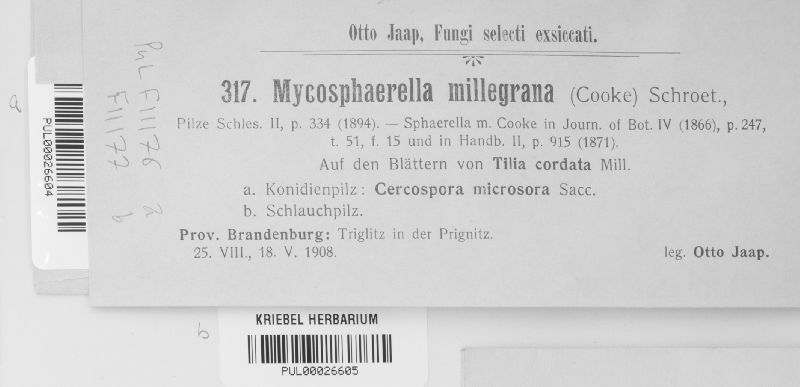 Otto Jaap, Fungi selecti exsiccati.
317. Mycosphaerella millegrana (Cooke) Schroet.,
Pilze Schles. II, p. 334 (1894). — Sphaerella m. Cooke in Journ. of Bot. IV (1866), p. 247,
t. 51, f. 15 und in Handb. II, p. 915 (1871).
Auf den Blättern von Tilia cordata Mill.
a. Konidienpilz: Cercospora microsora Sacc.
b. Schlauchpilz.
Prov. Brandenburg: Triglitz in der Prignitz.
25. VIII., 18. V. 1908.
leg. Otto Jaap.
PUL F11176 a
F11177 b
a
PUL00026604
b
KRIEBEL HERBARIUM
PUL00026605